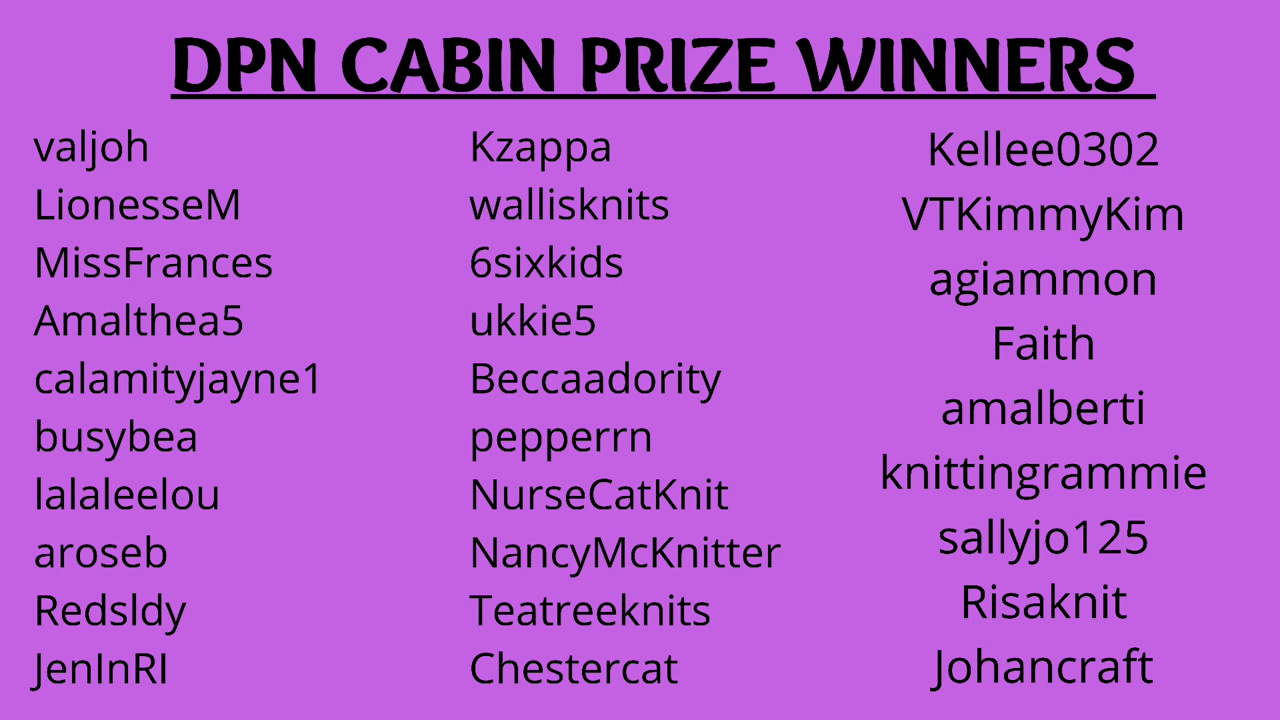 DPN CABIN PRIZE WINNERS
valjoh
LionesseM
MissFrances
Amalthea5
calamityjayne1
busybea
lalaleelou
aroseb
Redsldy
JenInRI
Kzappa
wallisknits
6sixkids
ukkie5
Beccaadority
pepperrn
NurseCatKnit
NancyMcKnitter
Teatreeknits
Chestercat
Kellee0302
VTKimmyKim
agiammon
Faith
amalberti
knittingrammie
sallyjo125
Risaknit
Johancraft